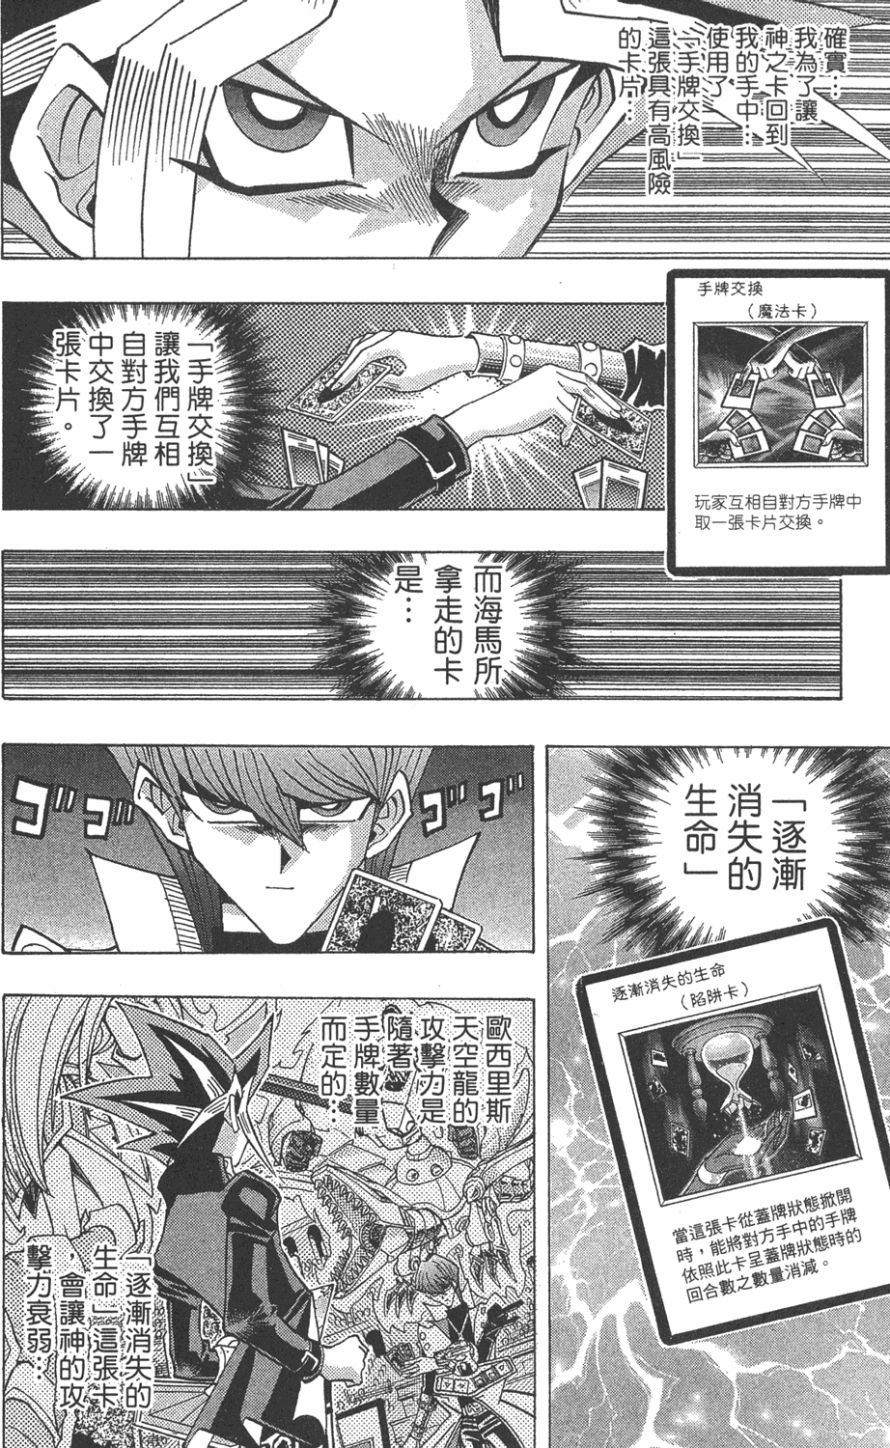 確實…
我為了讓
神之卡回到
我的手中…
使用了
「手牌交換」
這張具有高風險
的卡片…
手牌交換
（魔法卡）
玩家互相自對方手牌中
取一張卡片交換。
「手牌交換」
讓我們互相
自對方手牌
中交換了一
張卡片。
而海馬所
拿走的卡
是…
「逐漸
消失的
生命」
逐漸消失的生命
（陷阱卡）
當這張卡從蓋牌狀態掀開
時，能將對方手中的手牌
依照此卡呈蓋牌狀態時的
回合數之數量消減。
ゴゴ
ゴゴ
歐西里斯
天空龍的
攻擊力是
隨著
手牌數量
而定的…
「逐漸消失的
生命」這張卡
，會讓神的攻
擊力衰弱…